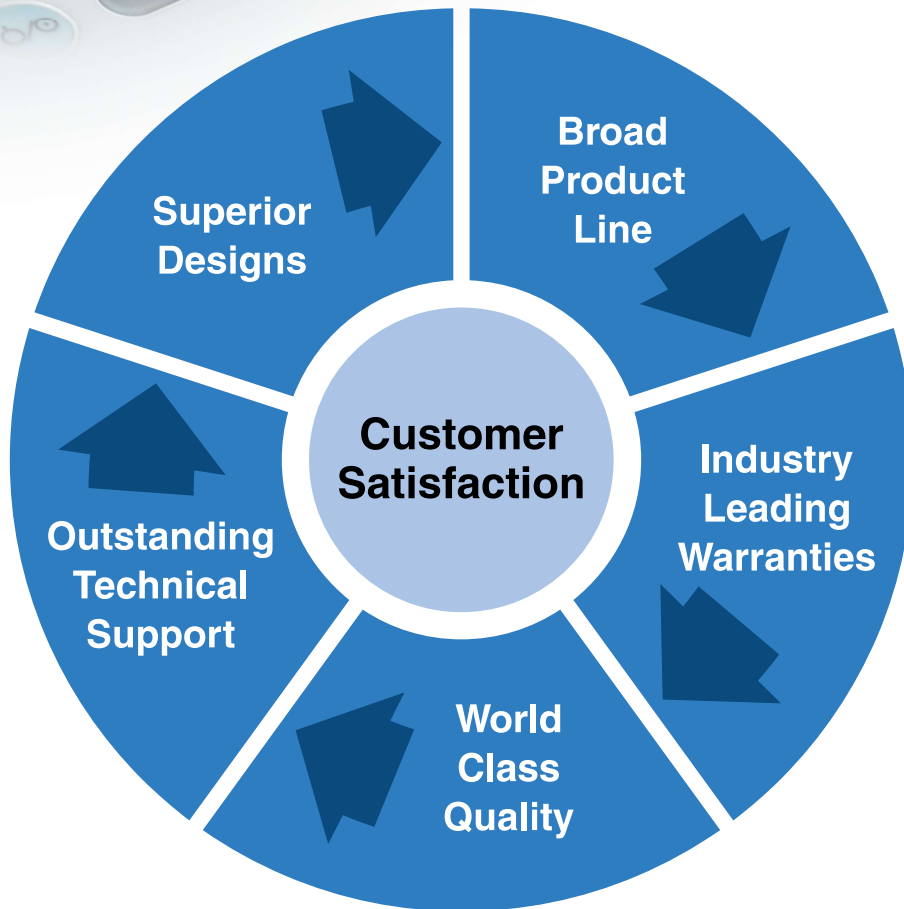 Broad
Product
Line
Industry
Leading
Warranties
World
Class
Quality
Outstanding
Technical
Support
Superior
Designs
Customer
Satisfaction